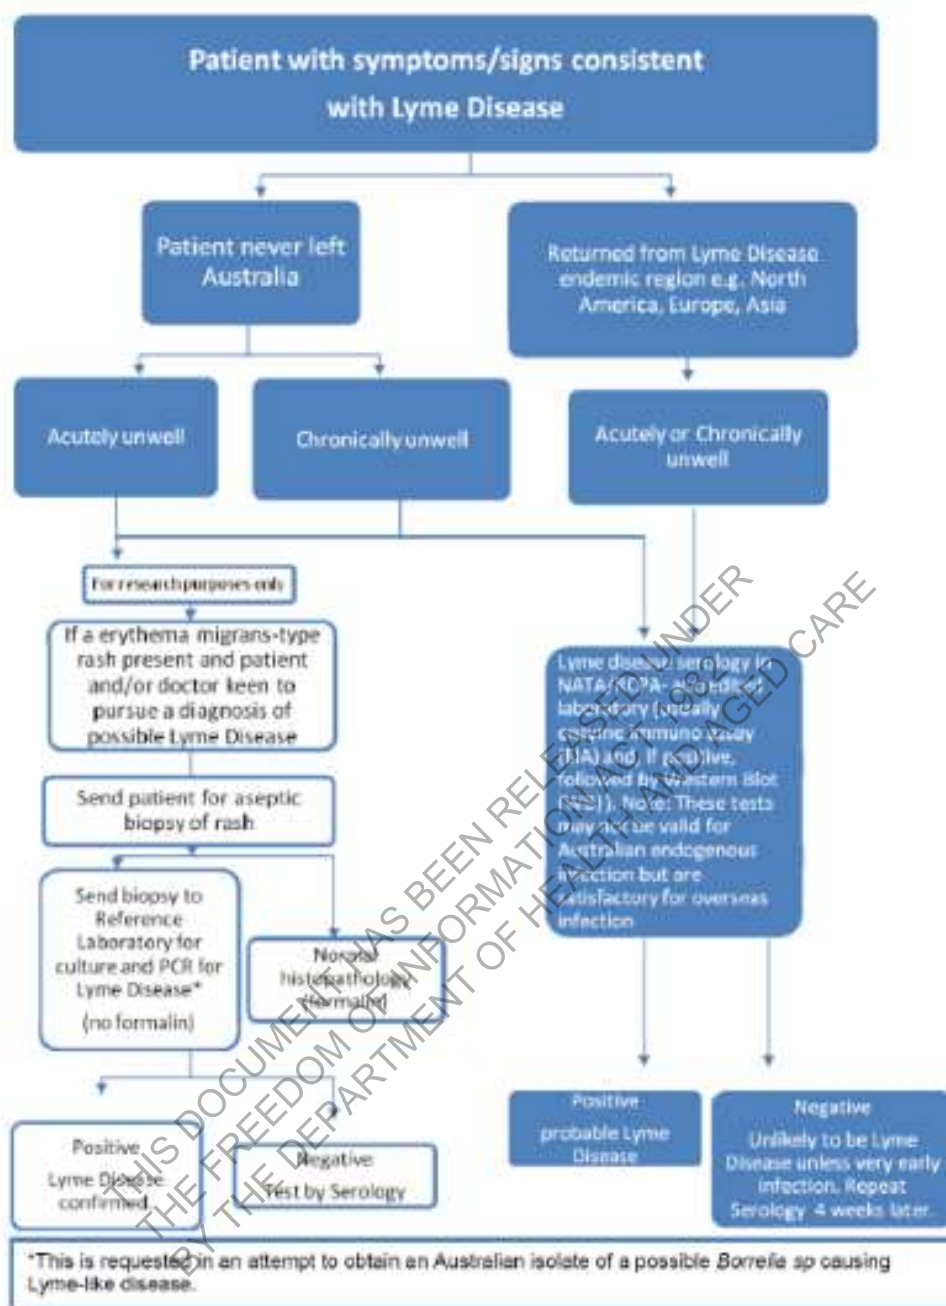 Patient with symptoms/signs consistent
with Lyme Disease
Patient never left
Australia
Returned from Lyme Disease
endemic region e.g. North
America, Europe, Asia
Acutely unwell
Chronically unwell
Acutely or Chronically
unwell
For research purposes only
If a erythema migrans-type
rash present and patient
and/or doctor keen to
pursue a diagnosis of
possible Lyme Disease
Send patient for aseptic
biopsy of rash
Send biopsy to
Reference
Laboratory for
culture and PCR for
Lyme Disease*
(no formalin)
Normal
histopathology
(formalin)
Lyme disease serology in
NATA/RCPA- accredited
laboratory (usually
immuno assay
and, if positive,
followed by Western Blot
Note: These tests
may not be valid for
Australian endogenous
infection but are
satisfactory for overseas
infection
Positive
Lyme Disease
confirmed
Negative
Test by Serology
Positive
probable Lyme
Disease
Negative
Unlikely to be Lyme
Disease unless very early
infection. Repeat
Serology 4 weeks later.
*This is requested in an attempt to obtain an Australian isolate of a possible Borrelia sp causing
Lyme-like disease.
THIS DOCUMENT HAS BEEN RELEASED UNDER
THE FREEDOM OF INFORMATION ACT 1982
BY THE DEPARTMENT OF HEALTH AND AGED CARE